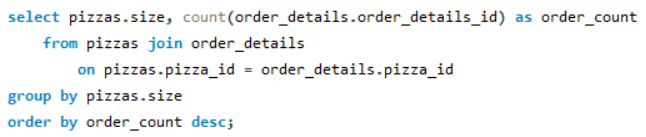 select pizzas.size, count(order_details.order_details_id) as order_count
from pizzas join order_details
on pizzas.pizza_id = order_details.pizza_id
group by pizzas.size
order by order_count desc;